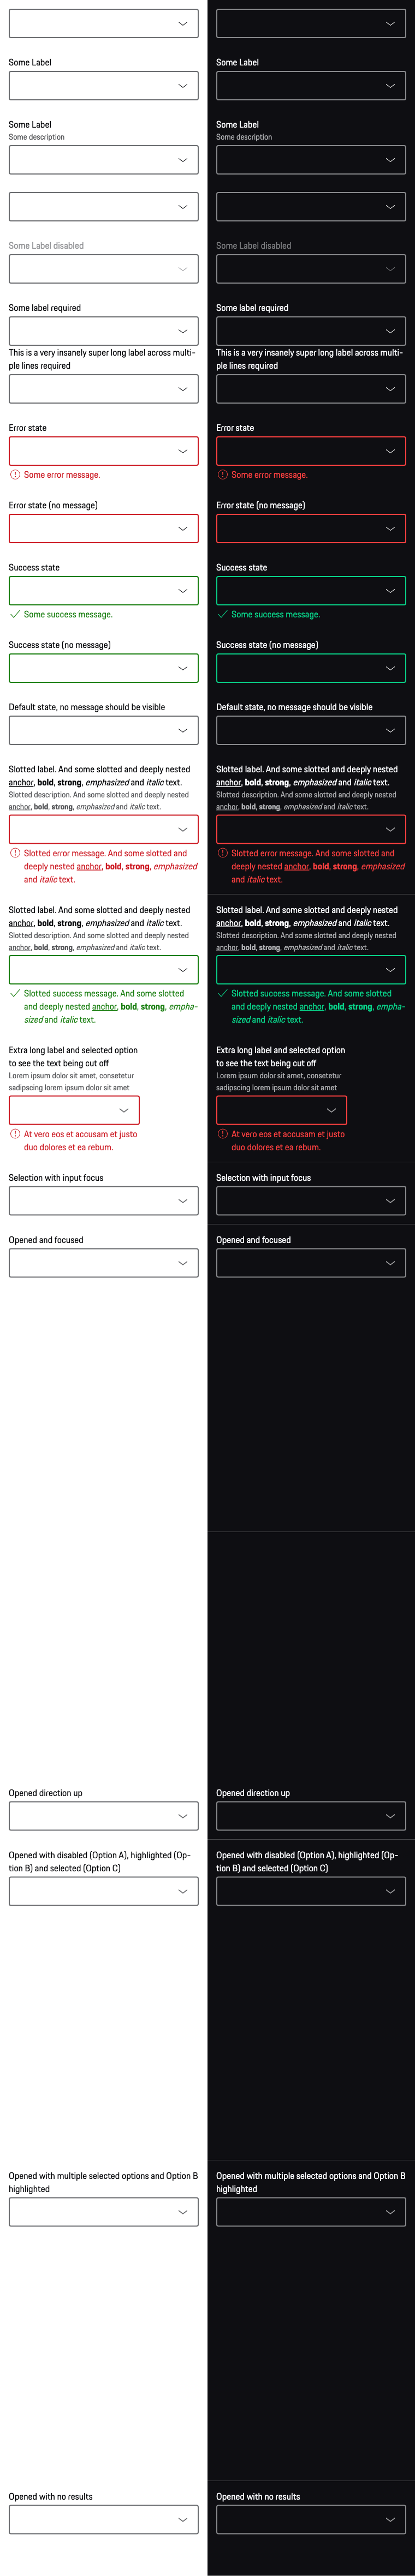 Some Label
Some Label
Some Label
Some description
Some Label
Some description
Some Label disabled
Some Label disabled
Some label required
Some label required
This is a very insanely super long label across multi-
ple lines required
This is a very insanely super long label across multi-
ple lines required
Error state
Some error message.
Error state
Some error message.
Error state (no message)
Error state (no message)
Success state
Some success message.
Success state
Some success message.
Success state (no message)
Success state (no message)
Default state, no message should be visible
Default state, no message should be visible
Slotted label. And some slotted and deeply nested
anchor, bold, strong, emphasized and italic text.
Slotted description. And some slotted and deeply nested
anchor, bold, strong, emphasized and italic text.
Slotted error message. And some slotted and
deeply nested anchor, bold, strong, emphasized
and italic text.
Slotted label. And some slotted and deeply nested
anchor, bold, strong, emphasized and italic text.
Slotted description. And some slotted and deeply nested
anchor, bold, strong, emphasized and italic text.
Slotted error message. And some slotted and
deeply nested anchor, bold, strong, emphasized
and italic text.
Slotted label. And some slotted and deeply nested
anchor, bold, strong, emphasized and italic text.
Slotted description. And some slotted and deeply nested
anchor, bold, strong, emphasized and italic text.
Slotted success message. And some slotted
and deeply nested anchor, bold, strong, empha-
sized and italic text.
Slotted label. And some slotted and deeply nested
anchor, bold, strong, emphasized and italic text.
Slotted description. And some slotted and deeply nested
anchor, bold, strong, emphasized and italic text.
Slotted success message. And some slotted
and deeply nested anchor, bold, strong, empha-
sized and italic text.
Extra long label and selected option
to see the text being cut off
Lorem ipsum dolor sit amet, consetetur
sadipscing lorem ipsum dolor sit amet
At vero eos et accusam et justo
duo dolores et ea rebum.
Extra long label and selected option
to see the text being cut off
Lorem ipsum dolor sit amet, consetetur
sadipscing lorem ipsum dolor sit amet
At vero eos et accusam et justo
duo dolores et ea rebum.
Selection with input focus
Selection with input focus
Opened and focused
Opened and focused
Opened direction up
Opened direction up
Opened with disabled (Option A), highlighted (Op-
tion B) and selected (Option C)
Opened with disabled (Option A), highlighted (Op-
tion B) and selected (Option C)
Opened with multiple selected options and Option B
highlighted
Opened with multiple selected options and Option B
highlighted
Opened with no results
Opened with no results